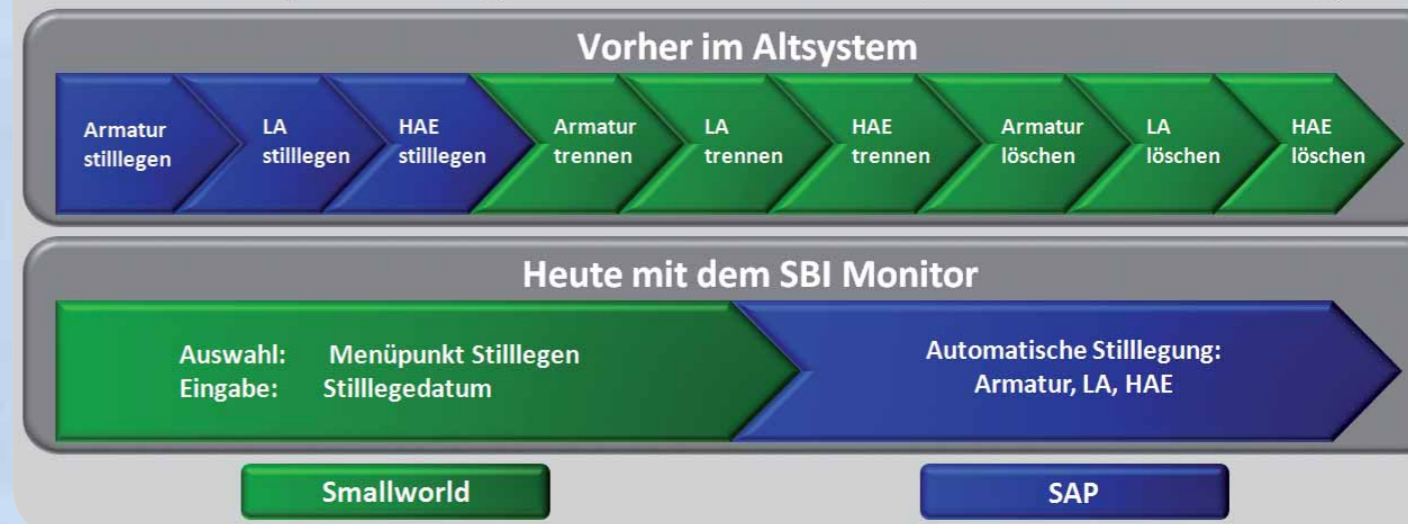 Vorher im Altsystem
Armatur
stilllegen
LA
stilllegen
HAE
stilllegen
Armatur
trennen
LA
trennen
HAE
trennen
Armatur
löschen
LA
löschen
HAE
löschen
Heute mit dem SBI Monitor
Auswahl: Menüpunkt Stilllegen
Eingabe: Stilllegedatum
Automatische Stilllegung:
Armatur, LA, HAE
Smallworld
SAP